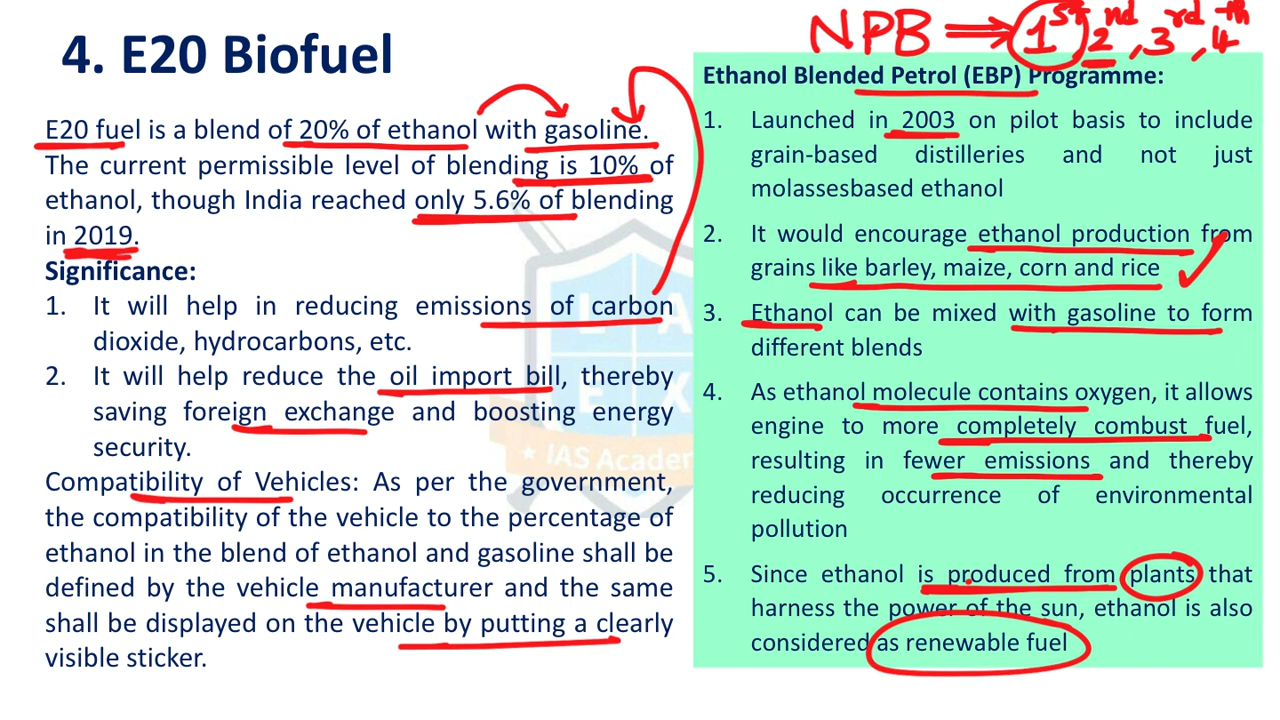 4. E20 Biofuel
NPB ⟹ 1st 2nd, 3rd, 4th
E20 fuel is a blend of 20% of ethanol with gasoline.
The current permissible level of blending is 10% of
ethanol, though India reached only 5.6% of blending
in 2019.
Significance:
1. It will help in reducing emissions of carbon
dioxide, hydrocarbons, etc.
2. It will help reduce the oil import bill, thereby
saving foreign exchange and boosting energy
security.
Compatibility of Vehicles: As per the government,
the compatibility of the vehicle to the percentage of
ethanol in the blend of ethanol and gasoline shall be
defined by the vehicle manufacturer and the same
shall be displayed on the vehicle by putting a clearly
visible sticker.
Ethanol Blended Petrol (EBP) Programme:
1. Launched in 2003 on pilot basis to include
grain-based distilleries and not just
molassesbased ethanol
2. It would encourage ethanol production from
grains like barley, maize, corn and rice
3. Ethanol can be mixed with gasoline to form
different blends
4. As ethanol molecule contains oxygen, it allows
engine to more completely combust fuel,
resulting in fewer emissions and thereby
reducing occurrence of environmental
pollution
5. Since ethanol is produced from plants that
harness the power of the sun, ethanol is also
considered as renewable fuel
L A
E X
IAS Academ